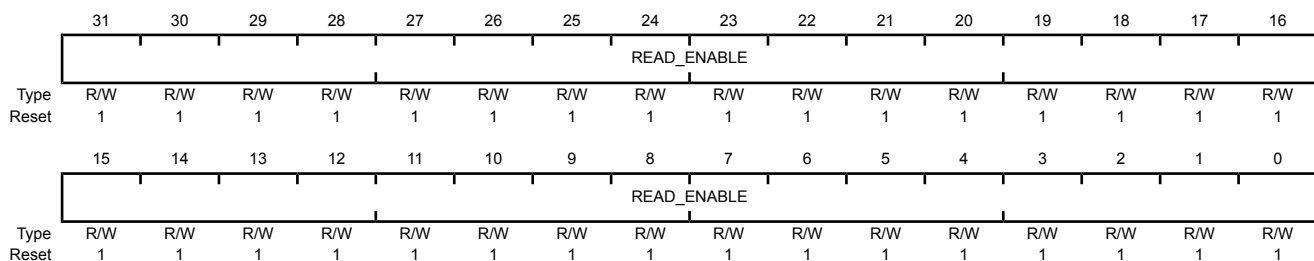 31 30 29 28 27 26 25 24 23 22 21 20 19 18 17 16
READ_ENABLE
Type R/W R/W R/W R/W R/W R/W R/W R/W R/W R/W R/W R/W R/W R/W R/W R/W
Reset 1 1 1 1 1 1 1 1 1 1 1 1 1 1 1 1
15 14 13 12 11 10 9 8 7 6 5 4 3 2 1 0
READ_ENABLE
Type R/W R/W R/W R/W R/W R/W R/W R/W R/W R/W R/W R/W R/W R/W R/W R/W
Reset 1 1 1 1 1 1 1 1 1 1 1 1 1 1 1 1